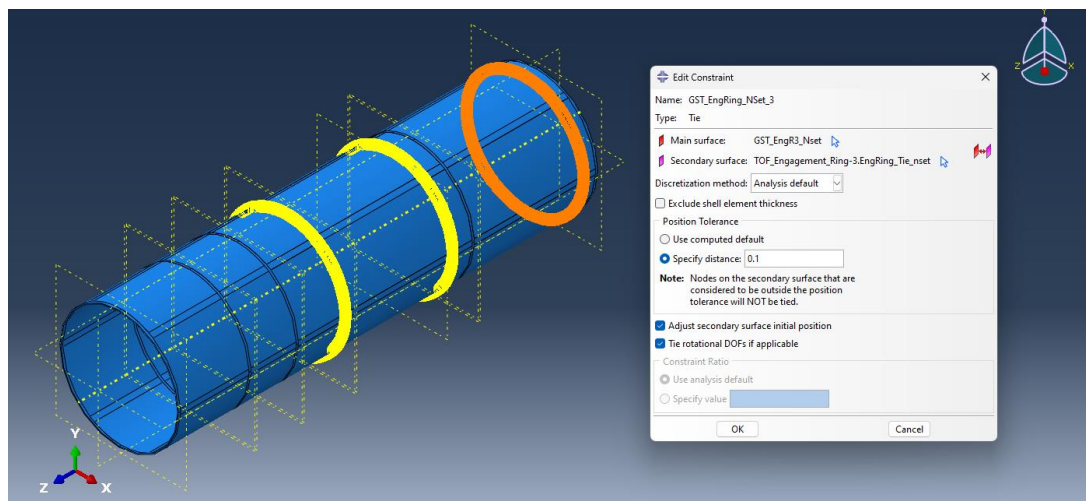 Edit Constraint
Name: GST_EngRing_NSet_3
Type: Tie
Main surface: GST_EngR3_Nset
Secondary surface: TOF_Engagement_Ring-3.EngRing_Tie_nset
Discretization method: Analysis default
Exclude shell element thickness
Position Tolerance
Use computed default
Specify distance: 0.1
Note: Nodes on the secondary surface that are
considered to be outside the position
tolerance will NOT be tied.
Adjust secondary surface initial position
Tie rotational DOFs if applicable
Constraint Ratio
Use analysis default
Specify value
OK Cancel
Y
Z X
Y
Z X